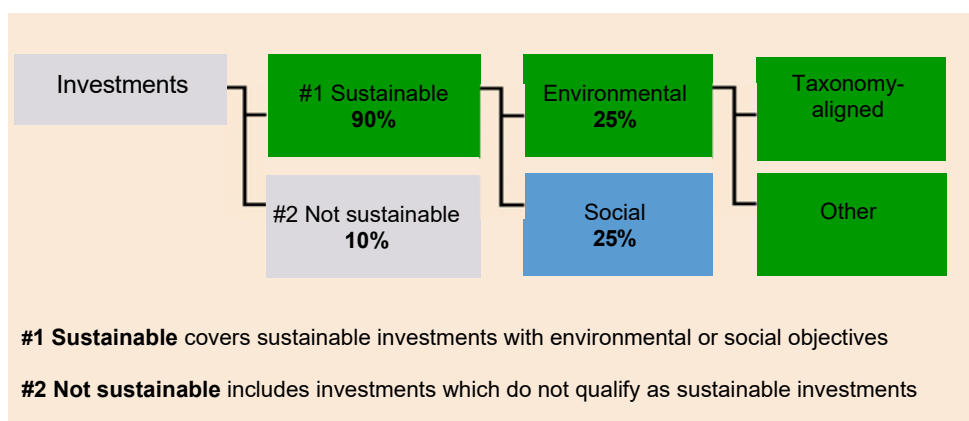 Investments
#1 Sustainable
90%
#2 Not sustainable
10%
Environmental
25%
Social
25%
Taxonomy-
aligned
Other
#1 Sustainable covers sustainable investments with environmental or social objectives
#2 Not sustainable includes investments which do not qualify as sustainable investments